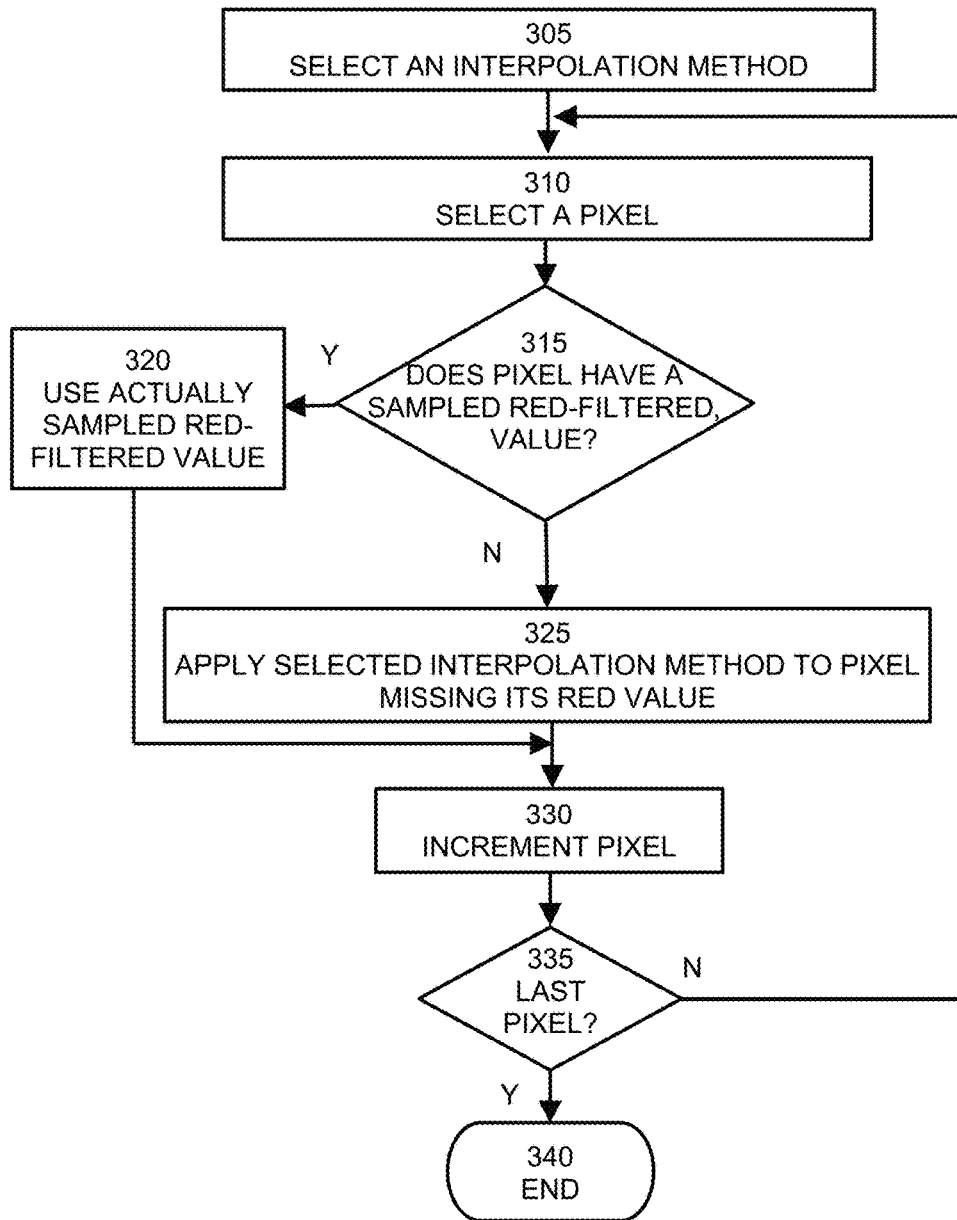 305
SELECT AN INTERPOLATION METHOD
310
SELECT A PIXEL
315
DOES PIXEL HAVE A
SAMPLED RED-FILTERED,
VALUE?
Y
320
USE ACTUALLY
SAMPLED RED-
FILTERED VALUE
N
325
APPLY SELECTED INTERPOLATION METHOD TO PIXEL
MISSING ITS RED VALUE
330
INCREMENT PIXEL
335
LAST
PIXEL?
N
Y
340
END